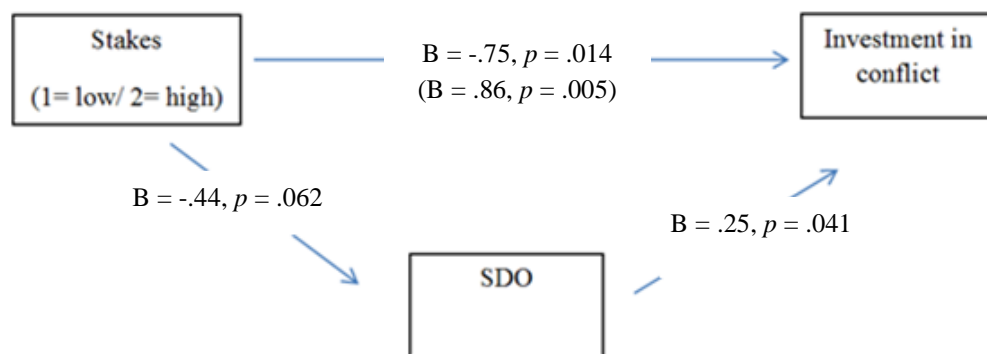 Stakes
(1= low/ 2= high)
B = -.75, p = .014
(B = .86, p = .005)
Investment in
conflict
B = -.44, p = .062
B = .25, p = .041
SDO